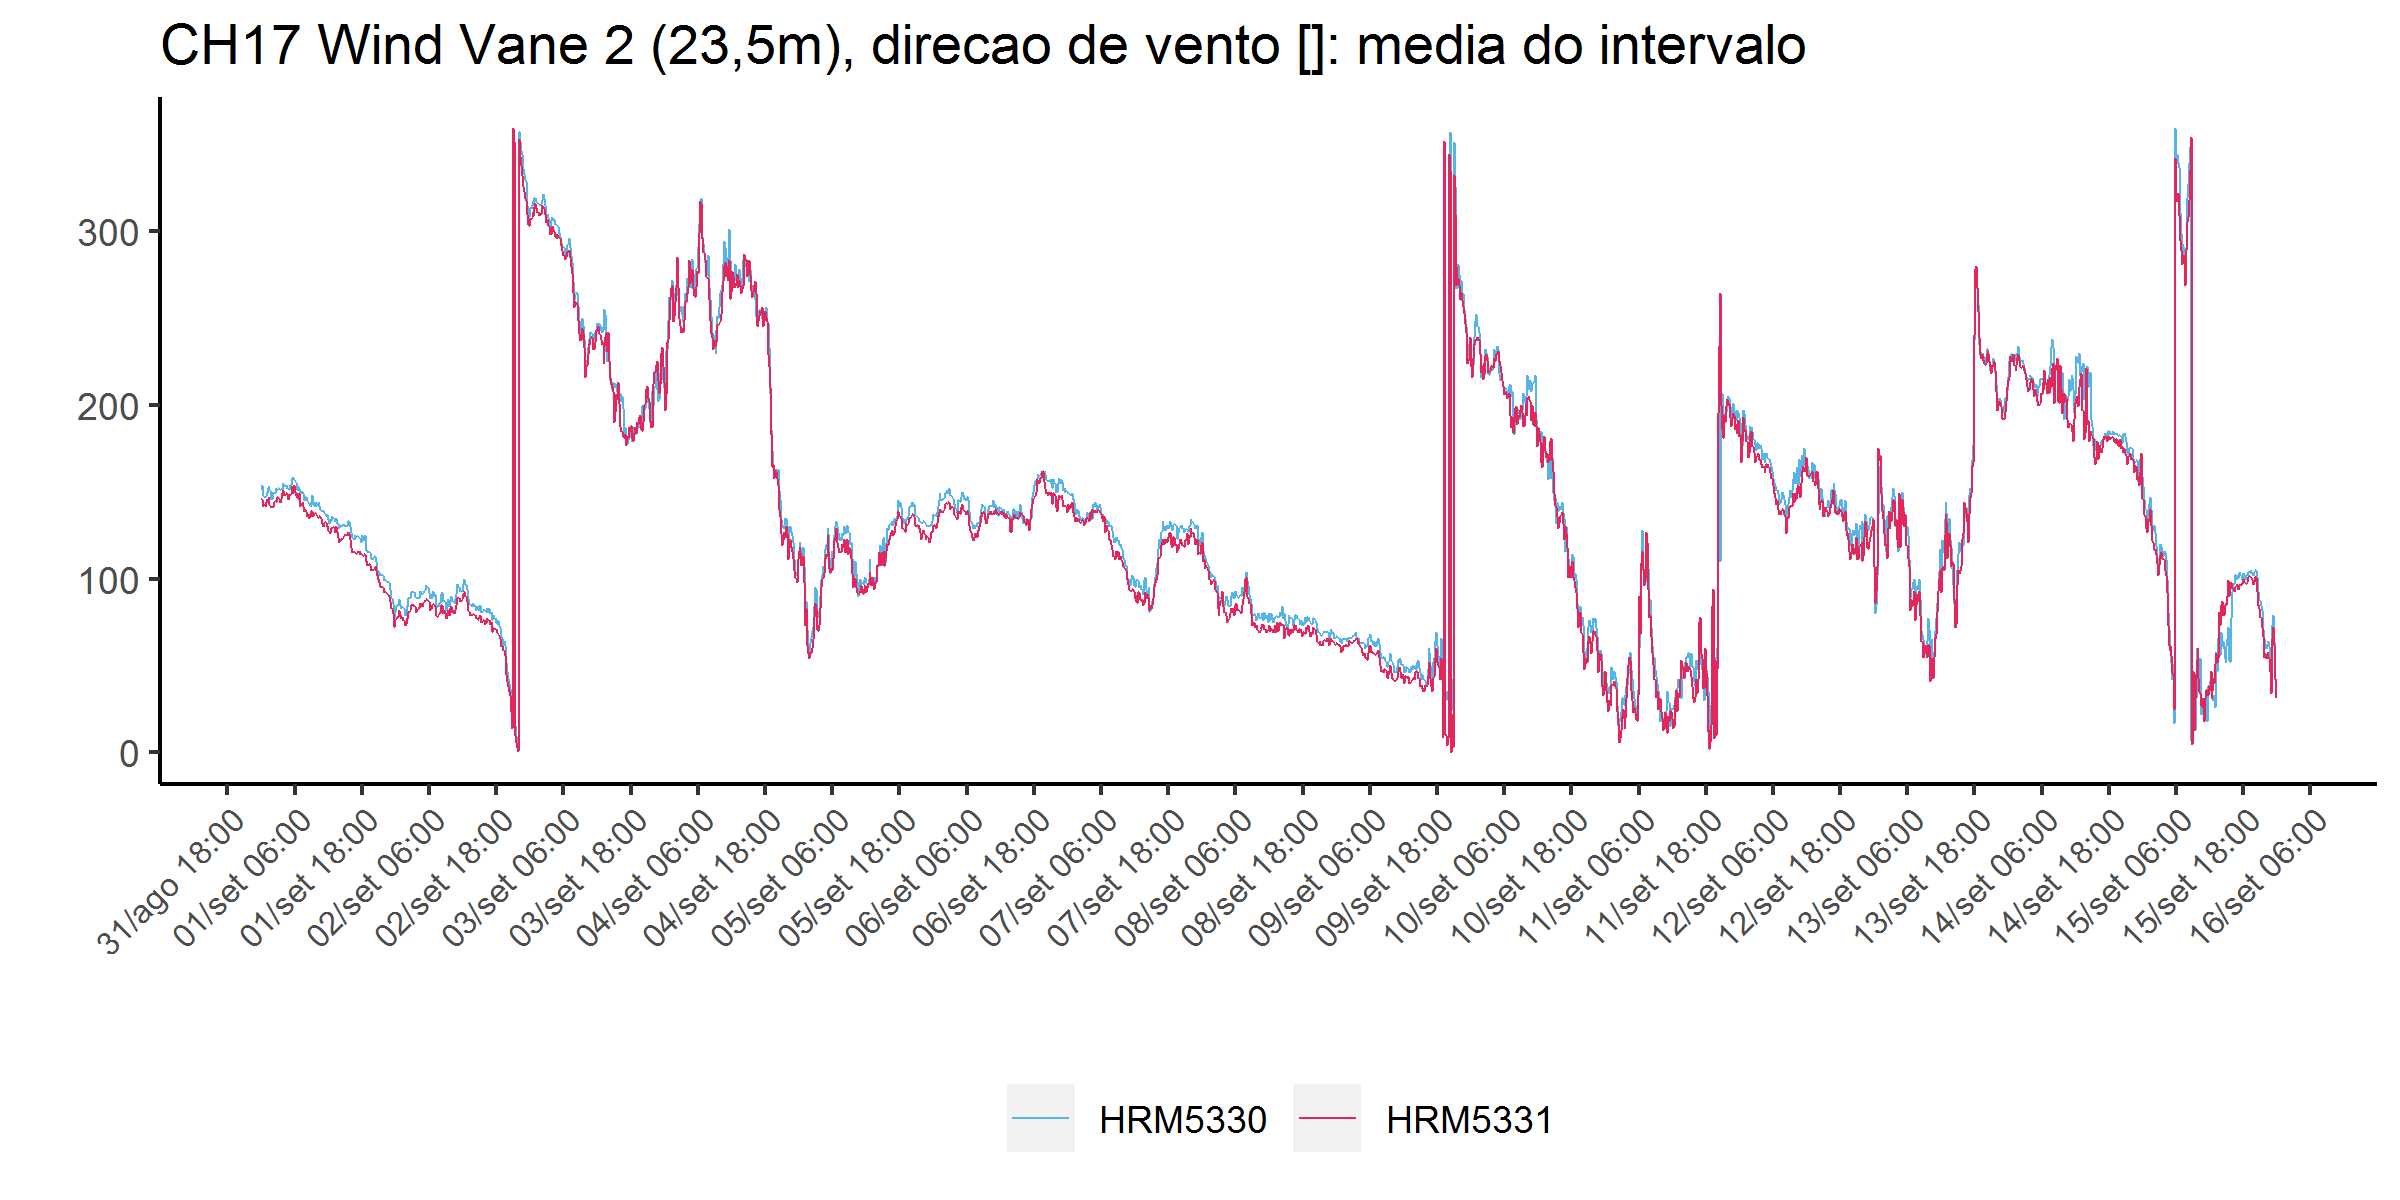 CH17 Wind Vane 2 (23,5m), direcao de vento []: media do intervalo
300
200
100
0
31/ago 18:00
01/set 06:00
01/set 18:00
02/set 06:00
02/set 18:00
03/set 06:00
03/set 18:00
04/set 06:00
04/set 18:00
05/set 06:00
05/set 18:00
06/set 06:00
06/set 18:00
07/set 06:00
07/set 18:00
08/set 06:00
08/set 18:00
09/set 06:00
09/set 18:00
10/set 06:00
10/set 18:00
11/set 06:00
11/set 18:00
12/set 06:00
12/set 18:00
13/set 06:00
13/set 18:00
14/set 06:00
14/set 18:00
15/set 06:00
15/set 18:00
16/set 06:00
HRM5330
HRM5331